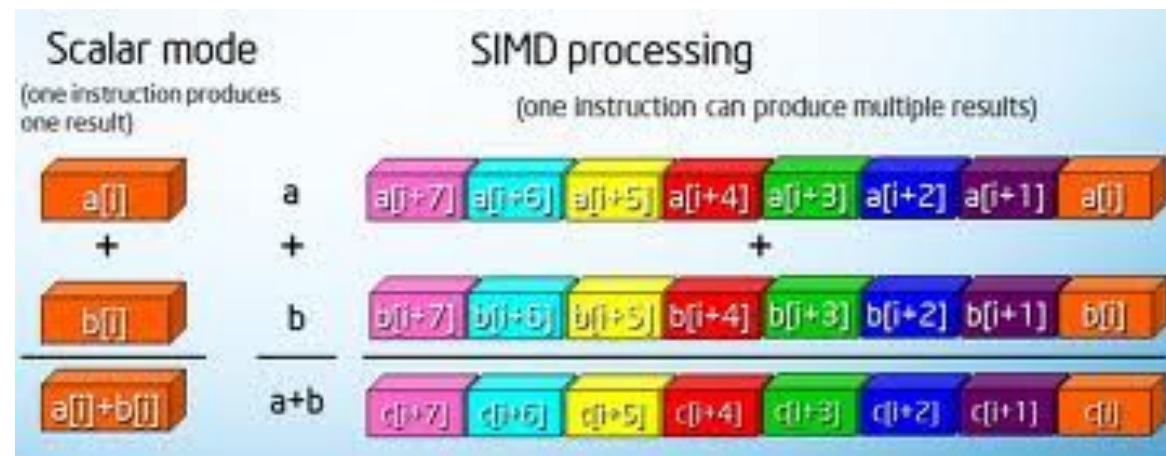 Scalar mode
SIMD processing
(one instruction produces
one result)
(one instruction can produce multiple results)
a[i]
a
a[i+7] a[i+6] a[i+5] a[i+4] a[i+3] a[i+2] a[i+1] a[i]
+
+
+
b[i]
b
b[i+7] b[i+6] b[i+5] b[i+4] b[i+3] b[i+2] b[i+1] b[i]
a[i]+b[i]
a+b
c[i+7] c[i+6] c[i+5] c[i+4] c[i+3] c[i+2] c[i+1] c[i]